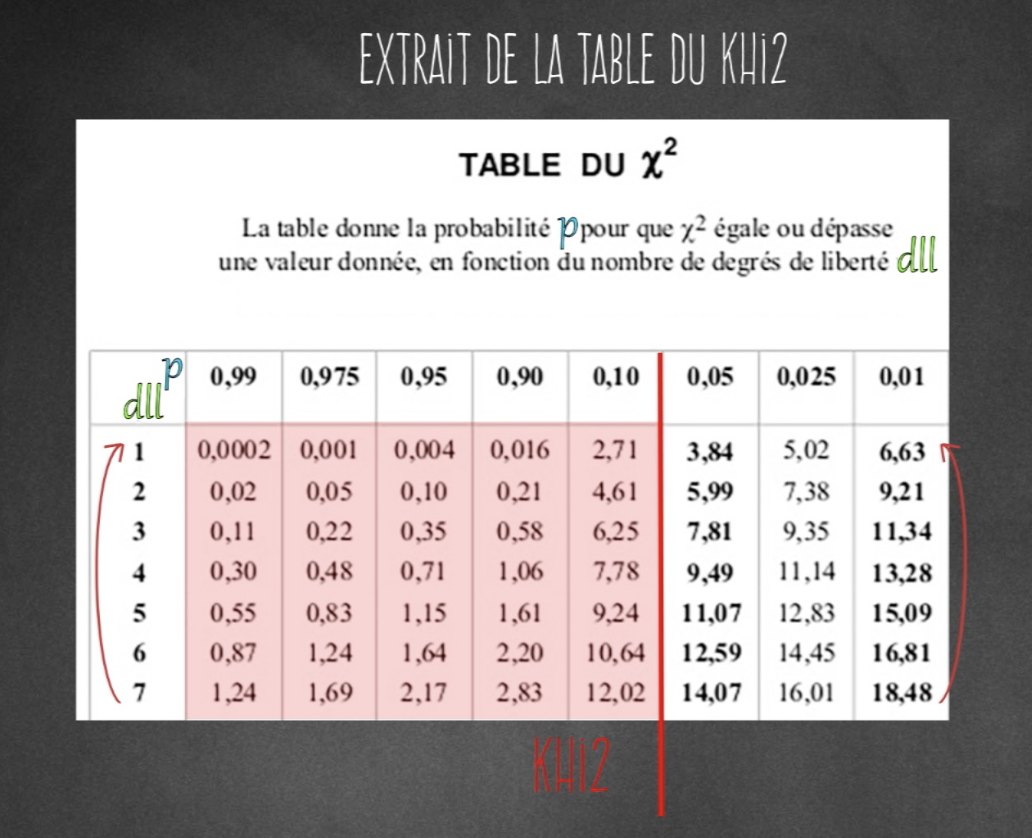 EXTRAIT DE LA TABLE DU KHI2
TABLE DU χ²
La table donne la probabilité p pour que χ² égale ou dépasse
une valeur donnée, en fonction du nombre de degrés de liberté dll
dll p 0,99 0,975 0,95 0,90 0,10 0,05 0,025 0,01
1 0,0002 0,001 0,004 0,016 2,71 3,84 5,02 6,63
2 0,02 0,05 0,10 0,21 4,61 5,99 7,38 9,21
3 0,11 0,22 0,35 0,58 6,25 7,81 9,35 11,34
4 0,30 0,48 0,71 1,06 7,78 9,49 11,14 13,28
5 0,55 0,83 1,15 1,61 9,24 11,07 12,83 15,09
6 0,87 1,24 1,64 2,20 10,64 12,59 14,45 16,81
7 1,24 1,69 2,17 2,83 12,02 14,07 16,01 18,48
KHI2